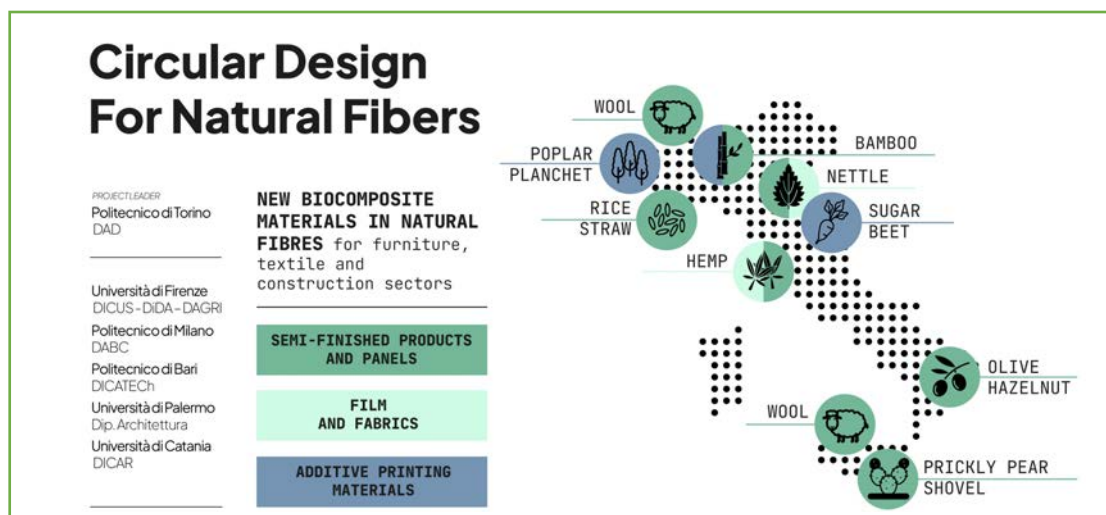 Circular Design
For Natural Fibers
PROJECT LEADER
Politecnico di Torino
DAD
Università di Firenze
DICUS - DiDA - DAGRI
Politecnico di Milano
DABC
Politecnico di Bari
DICATECh
Università di Palermo
Dip. Architettura
Università di Catania
DICAR
NEW BIOCOMPOSITE
MATERIALS IN NATURAL
FIBRES for furniture,
textile and
construction sectors
SEMI-FINISHED PRODUCTS
AND PANELS
FILM
AND FABRICS
ADDITIVE PRINTING
MATERIALS
WOOL
POPLAR
PLANCHET
RICE
STRAW
HEMP
BAMBOO
NETTLE
SUGAR
BEET
OLIVE
HAZELNUT
WOOL
PRICKLY PEAR
SHOVEL